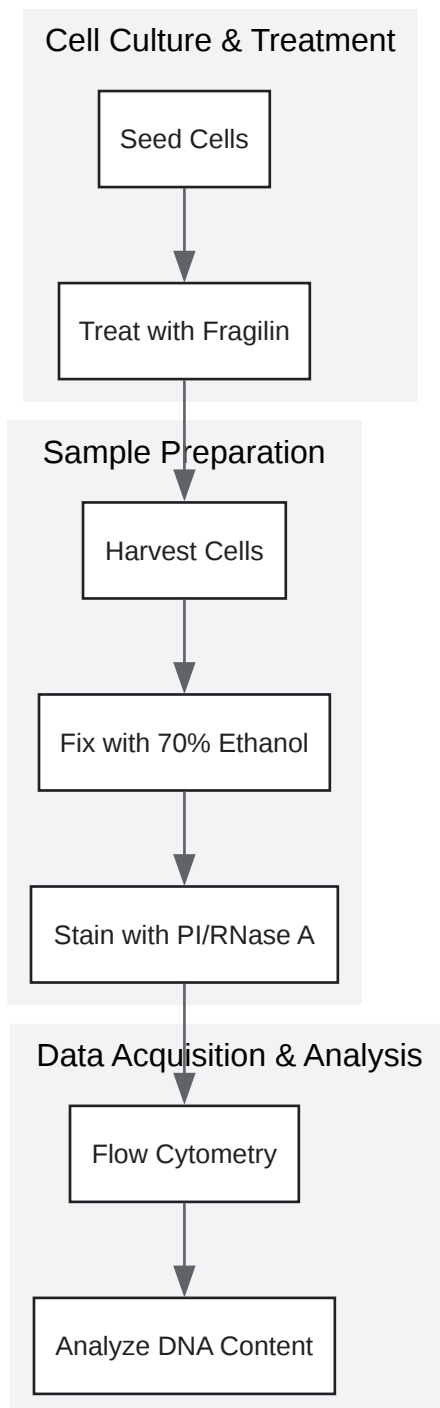 Cell Culture & Treatment
Seed Cells
Treat with Fragilin
Sample Preparation
Harvest Cells
Fix with 70% Ethanol
Stain with PI/RNase A
Data Acquisition & Analysis
Flow Cytometry
Analyze DNA Content